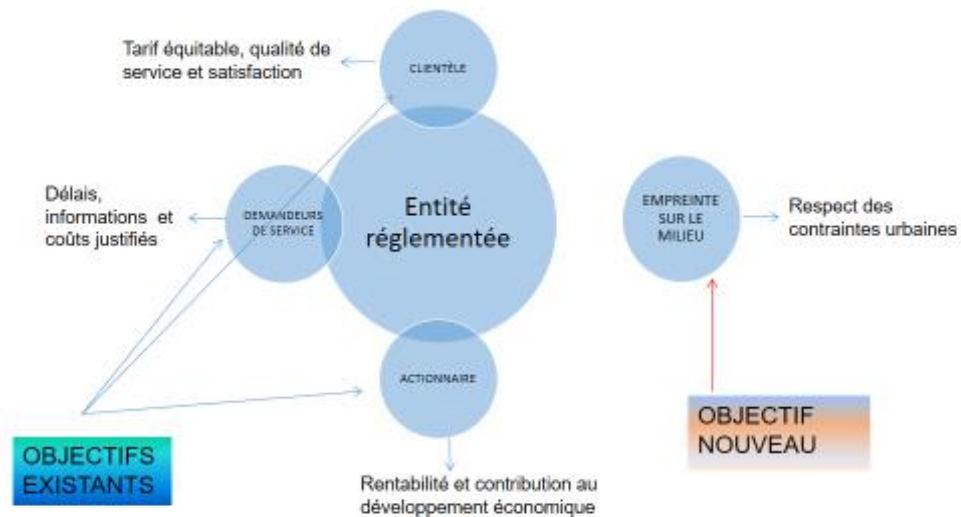 Tarif équitable, qualité de
service et satisfaction
CLIENTÈLE
Délais,
informations et
coûts justifiés
DEMANDEURS
DE SERVICE
Entité
réglementée
EMPREINTE
SUR LE
MILIEU
Respect des
contraintes urbaines
ACTIONNAIRE
OBJECTIFS
EXISTANTS
OBJECTIF
NOUVEAU
Rentabilité et contribution au
développement économique